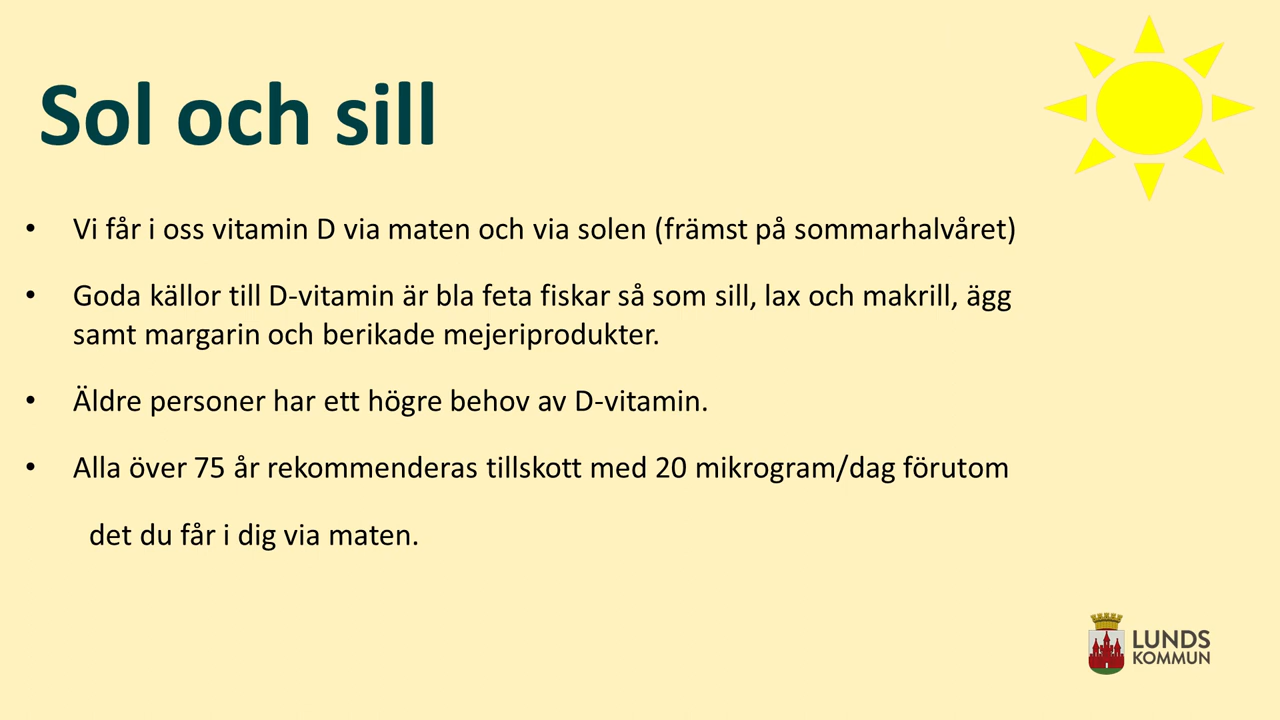 Sol och sill
• Vi får i oss vitamin D via maten och via solen (främst på sommarhalvåret)
• Goda källor till D-vitamin är bla feta fiskar så som sill, lax och makrill, ägg
samt margarin och berikade mejeriprodukter.
• Äldre personer har ett högre behov av D-vitamin.
• Alla över 75 år rekommenderas tillskott med 20 mikrogram/dag förutom
det du får i dig via maten.
LUNDS
KOMMUN